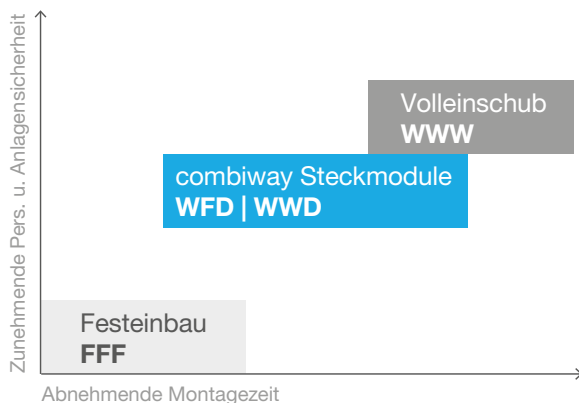 Zunehmende Pers. u. Anlagensicherheit
Volleinschub
WWW
combiway Steckmodule
WFD | WWD
Festeinbau
FFF
Abnehmende Montagezeit